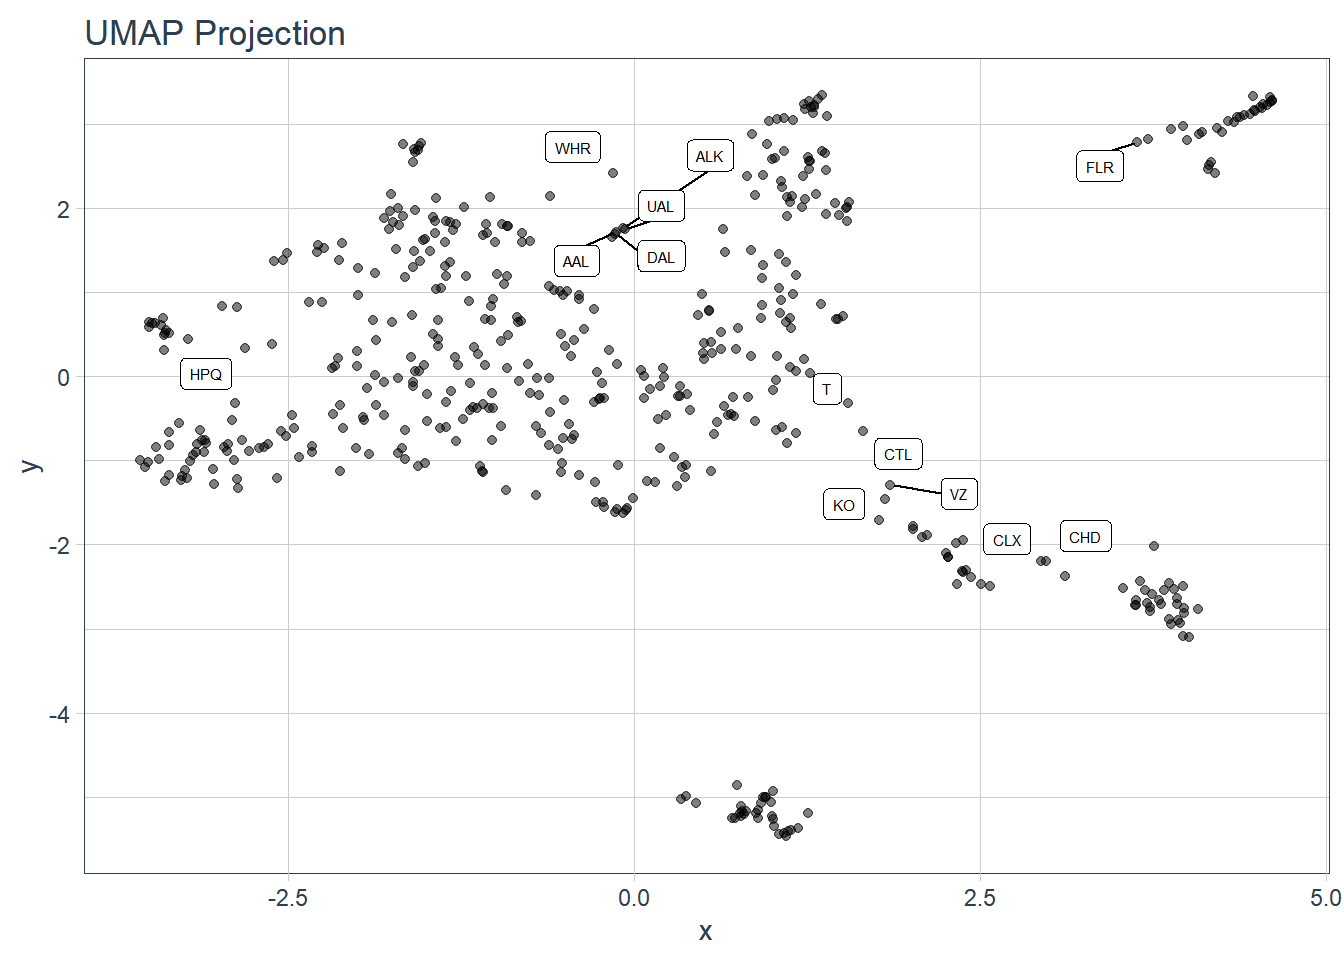 UMAP Projection
WHR
ALK
FLR
UAL
AAL
DAL
HPQ
T
CTL
VZ
KO
CLX
CHD
y
2
0
-2
-4
-2.5
0.0
2.5
5.0
x